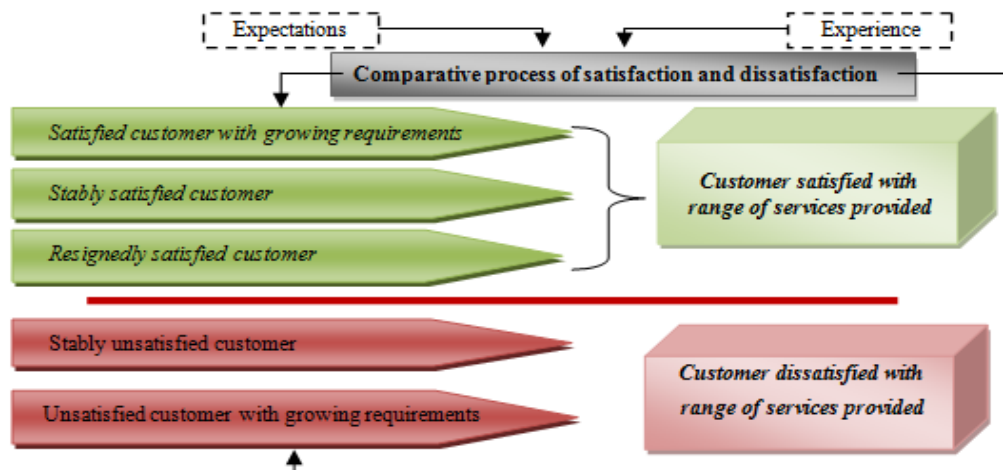 Expectations
Experience
Comparative process of satisfaction and dissatisfaction
Satisfied customer with growing requirements
Stably satisfied customer
Resignedly satisfied customer
Customer satisfied with
range of services provided
Stably unsatisfied customer
Unsatisfied customer with growing requirements
Customer dissatisfied with
range of services provided